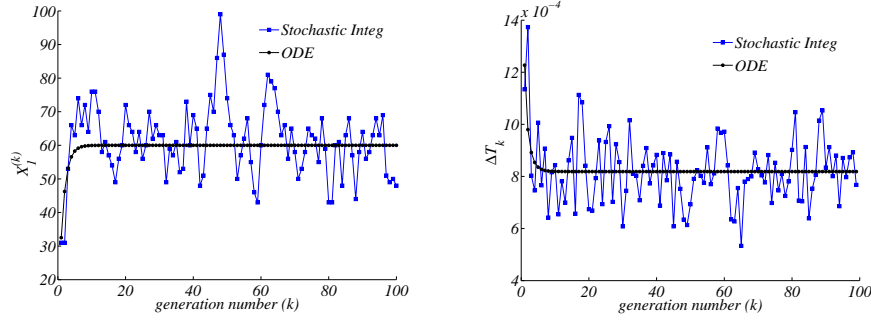 100
90
80
70
60
50
40
30
20
0 20 40 60 80 100
X₁⁽ᵏ⁾
generation number (k)
Stochastic Integ
ODE
x 10⁻⁴
14
12
10
8
6
4
0 20 40 60 80 100
ΔTₖ
generation number (k)
Stochastic Integ
ODE